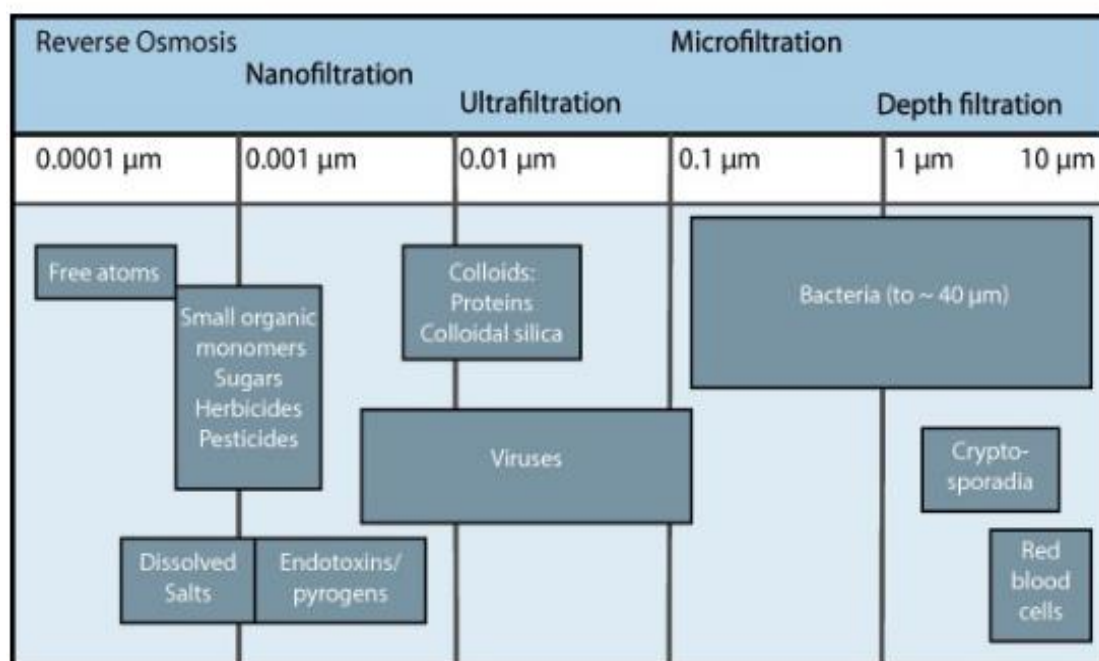 Reverse Osmosis
Microfiltration
Nanofiltration
Ultrafiltration
Depth filtration
0.0001 µm
0.001 µm
0.01 µm
0.1 µm
1 µm
10 µm
Free atoms
Small organic
monomers
Sugars
Herbicides
Pesticides
Colloids:
Proteins
Colloidal silica
Bacteria (to ~ 40 µm)
Viruses
Crypto-
sporadia
Dissolved
Salts
Endotoxins/
pyrogens
Red
blood
cells